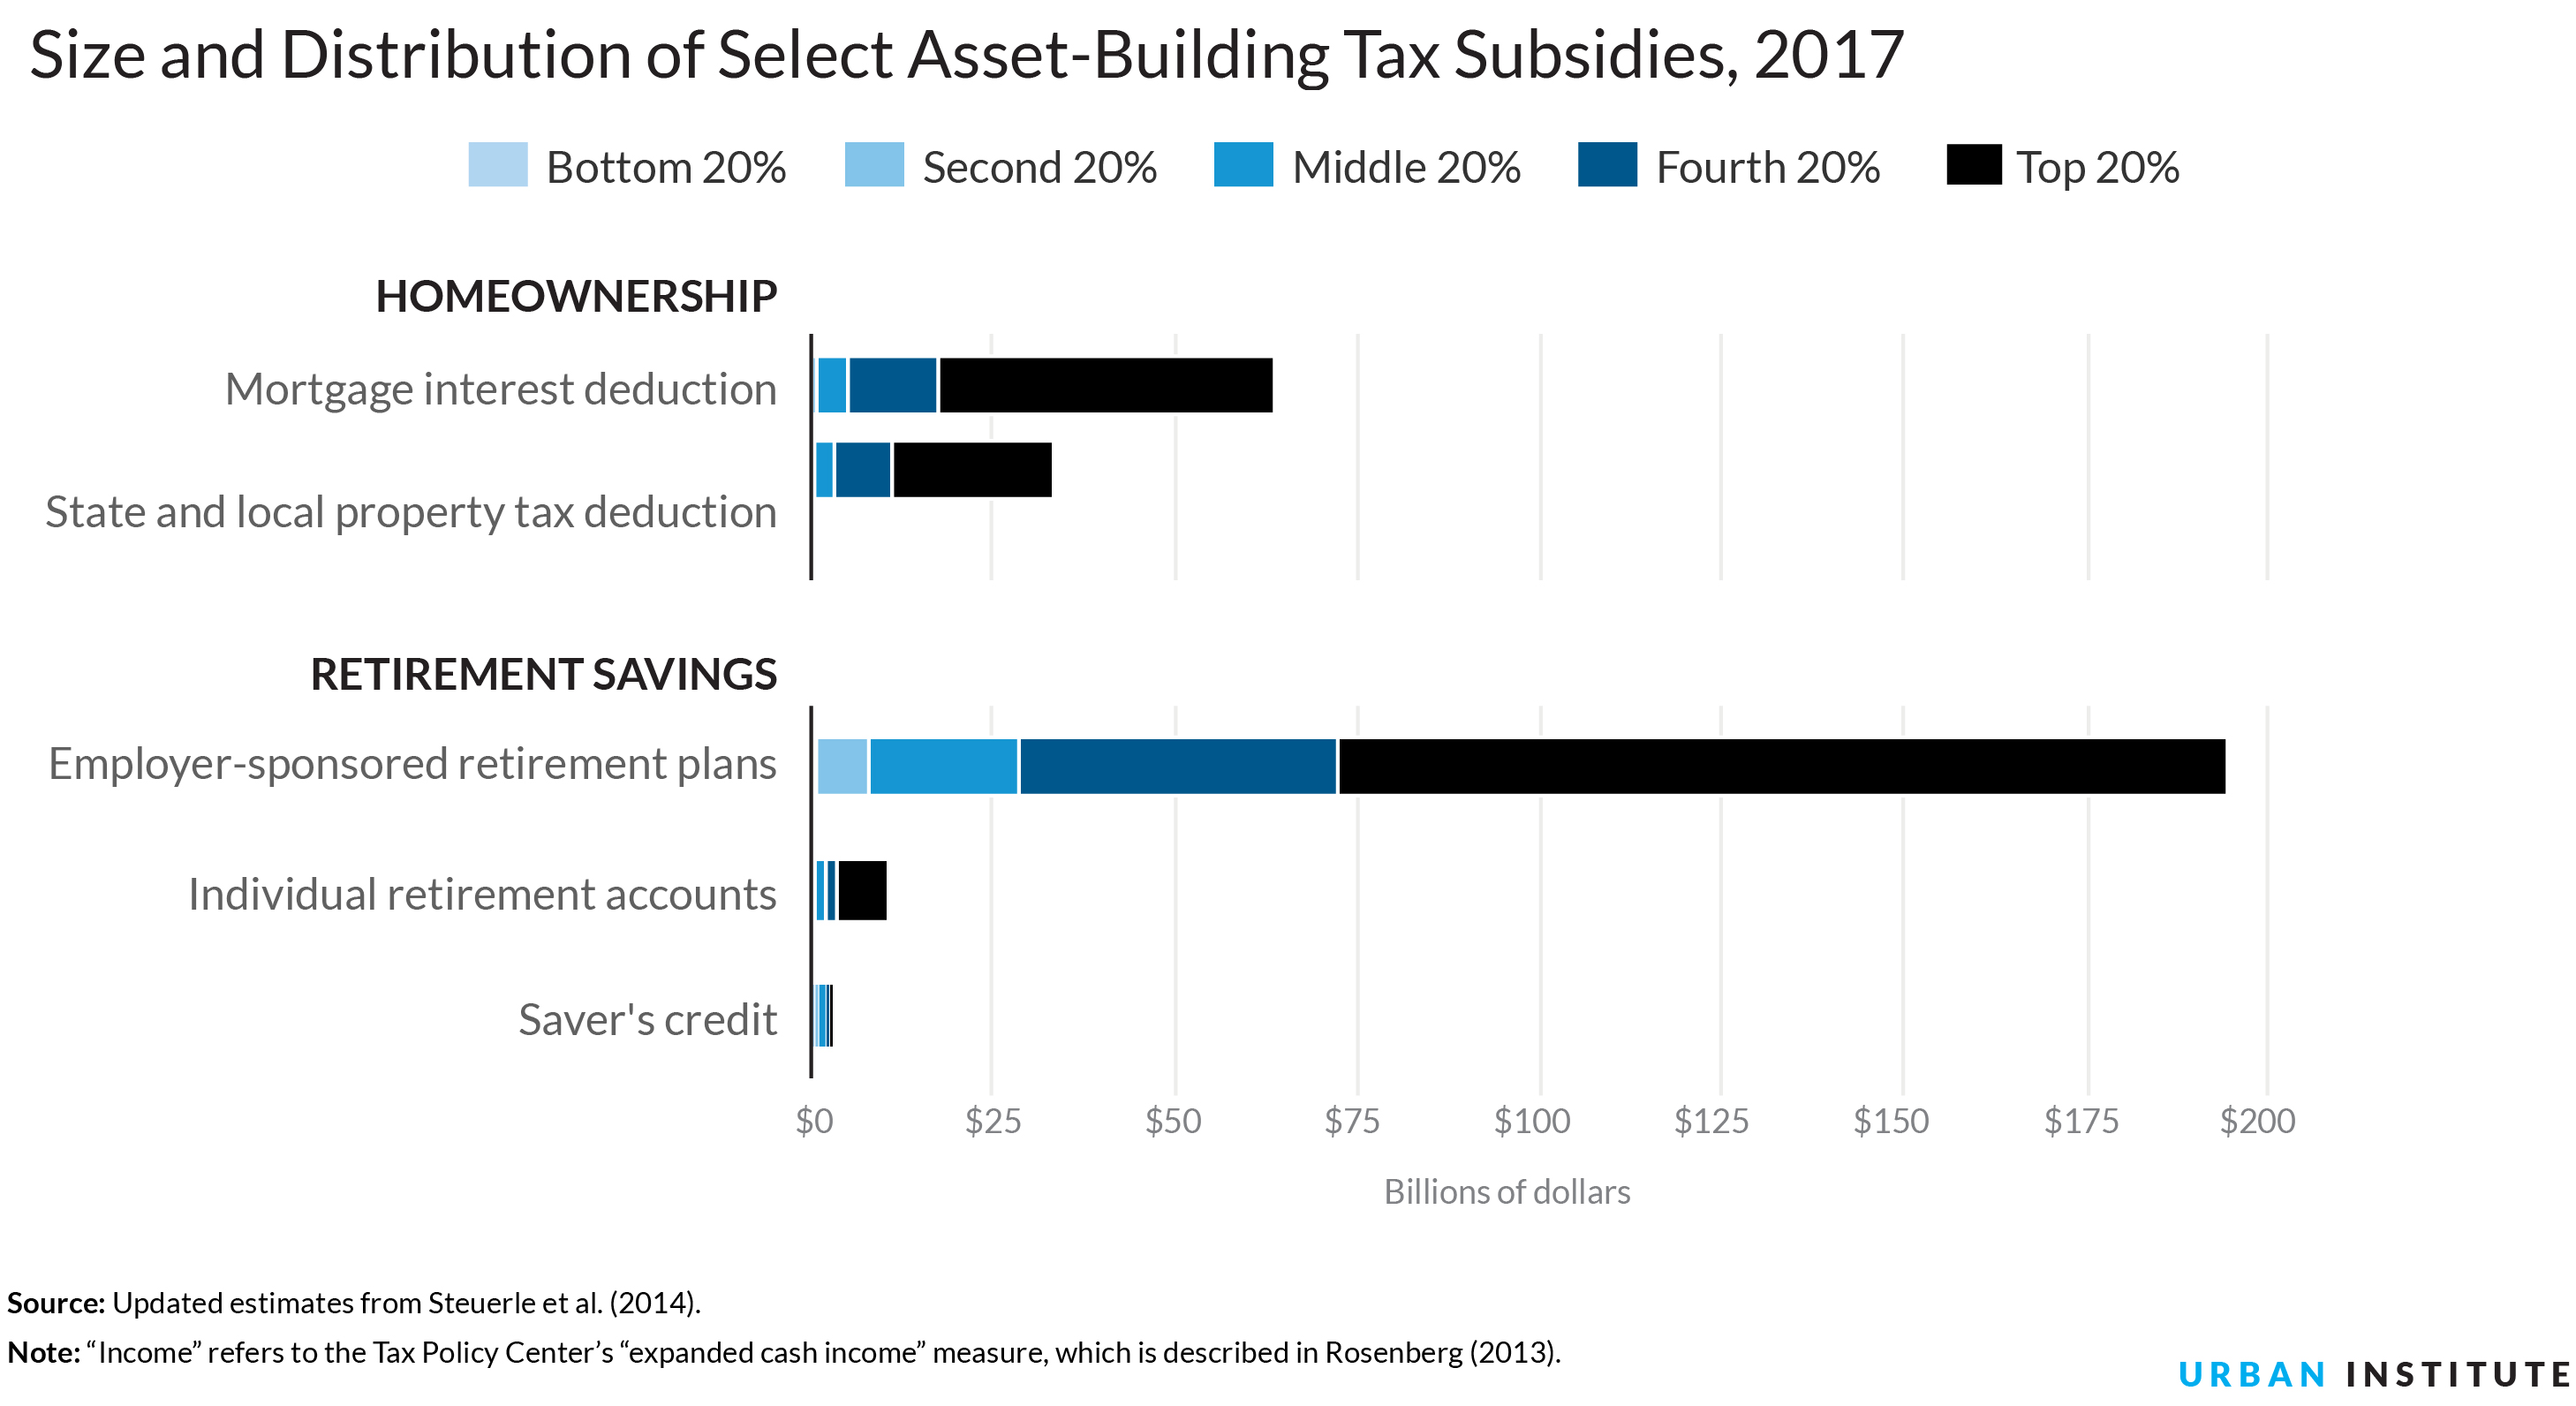 Size and Distribution of Select Asset-Building Tax Subsidies, 2017
Bottom 20% Second 20% Middle 20% Fourth 20% Top 20%
HOMEOWNERSHIP
Mortgage interest deduction
State and local property tax deduction
RETIREMENT SAVINGS
Employer-sponsored retirement plans
Individual retirement accounts
Saver's credit
$0 $25 $50 $75 $100 $125 $150 $175 $200
Billions of dollars
Source: Updated estimates from Steuerle et al. (2014).
Note: “Income” refers to the Tax Policy Center’s “expanded cash income” measure, which is described in Rosenberg (2013).
URBAN INSTITUTE